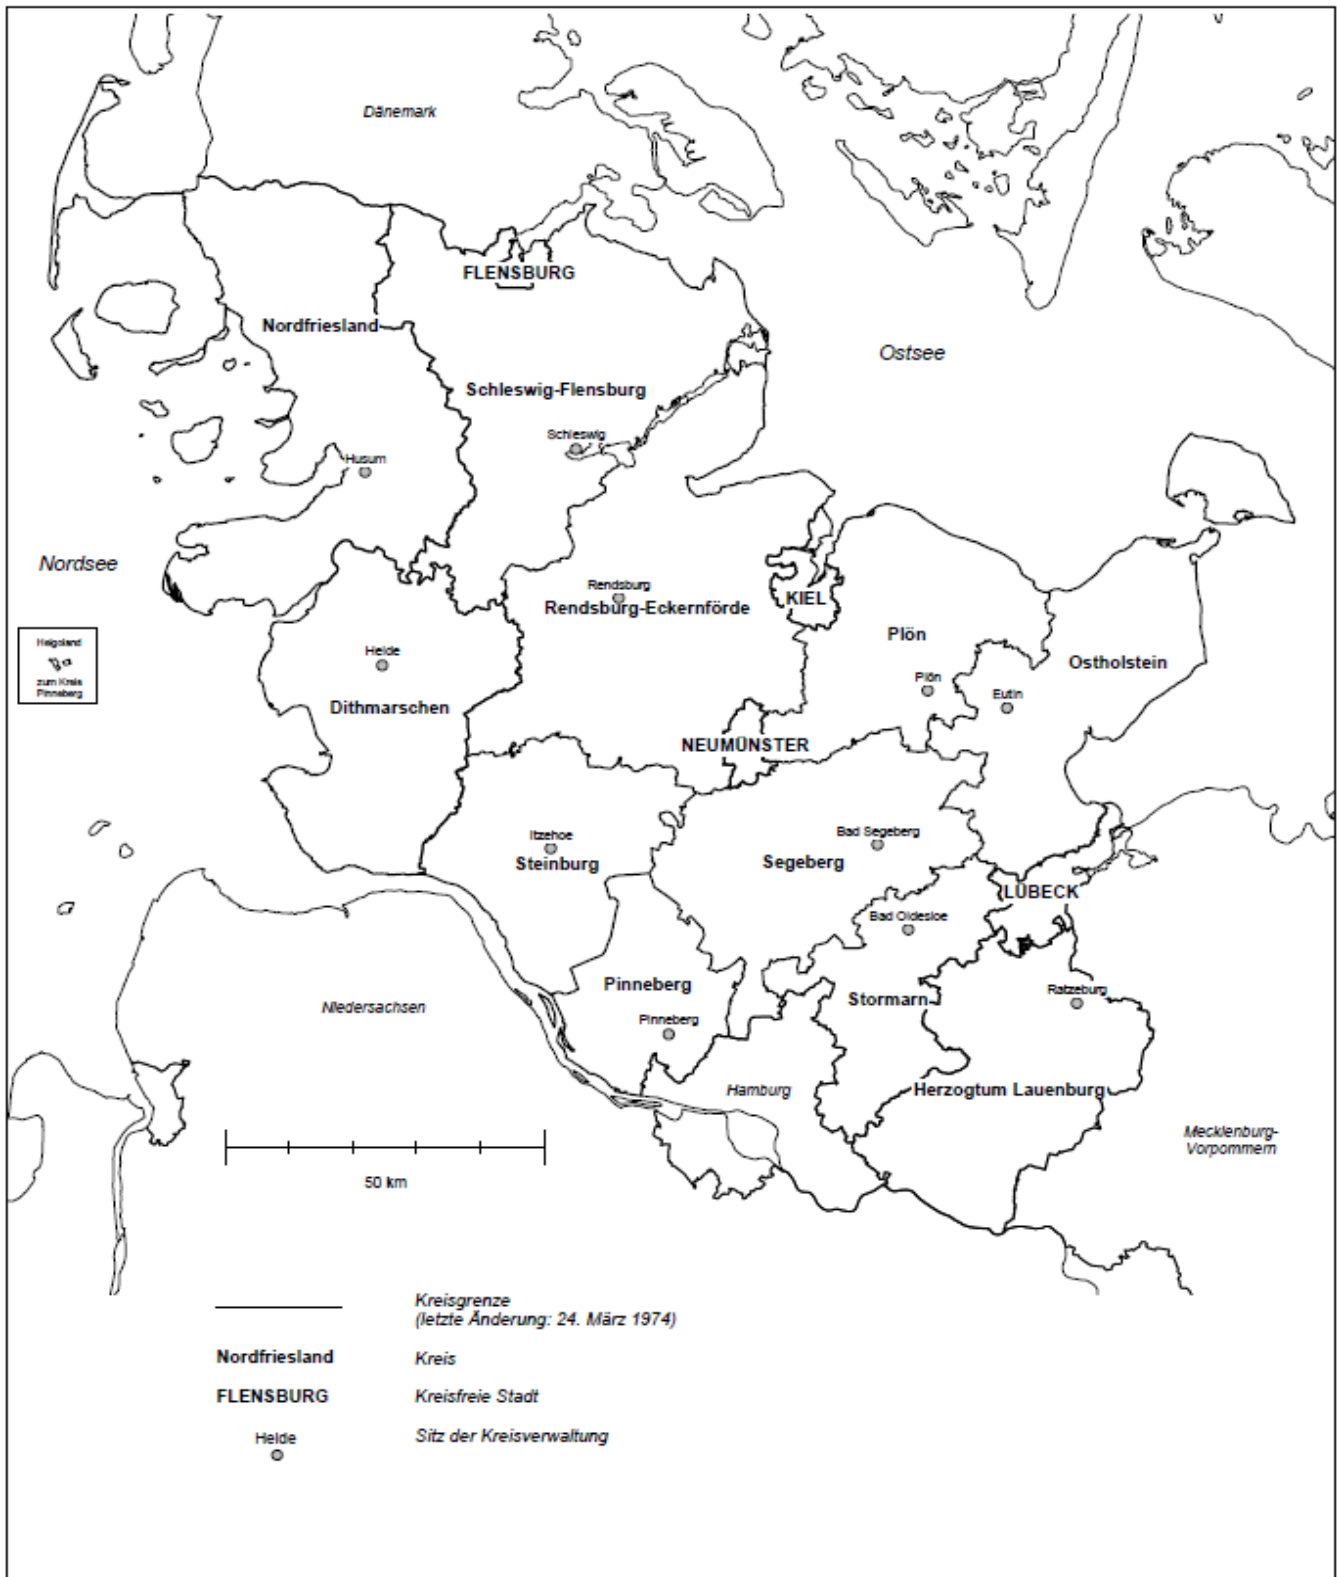 Dänemark
FLENSBURG
Nordfriesland
Ostsee
Schleswig-Flensburg
Schleswig
Husum
Nordsee
Rendsburg
Rendsburg-Eckernförde
KIEL
Plön
Helgoland
zum Kreis
Pinneberg
Heide
Ostholstein
Plön
Eutin
Dithmarschen
NEUMÜNSTER
Itzehoe
Steinburg
Bad Segeberg
Segeberg
LÜBECK
Bad Oldesloe
Pinneberg
Niedersachsen
Stormarn
Ratzeburg
Pinneberg
Hamburg
Herzogtum Lauenburg
Mecklenburg-
Vorpommern
50 km
Kreisgrenze
(letzte Änderung: 24. März 1974)
Nordfriesland Kreis
FLENSBURG Kreisfreie Stadt
Heide Sitz der Kreisverwaltung